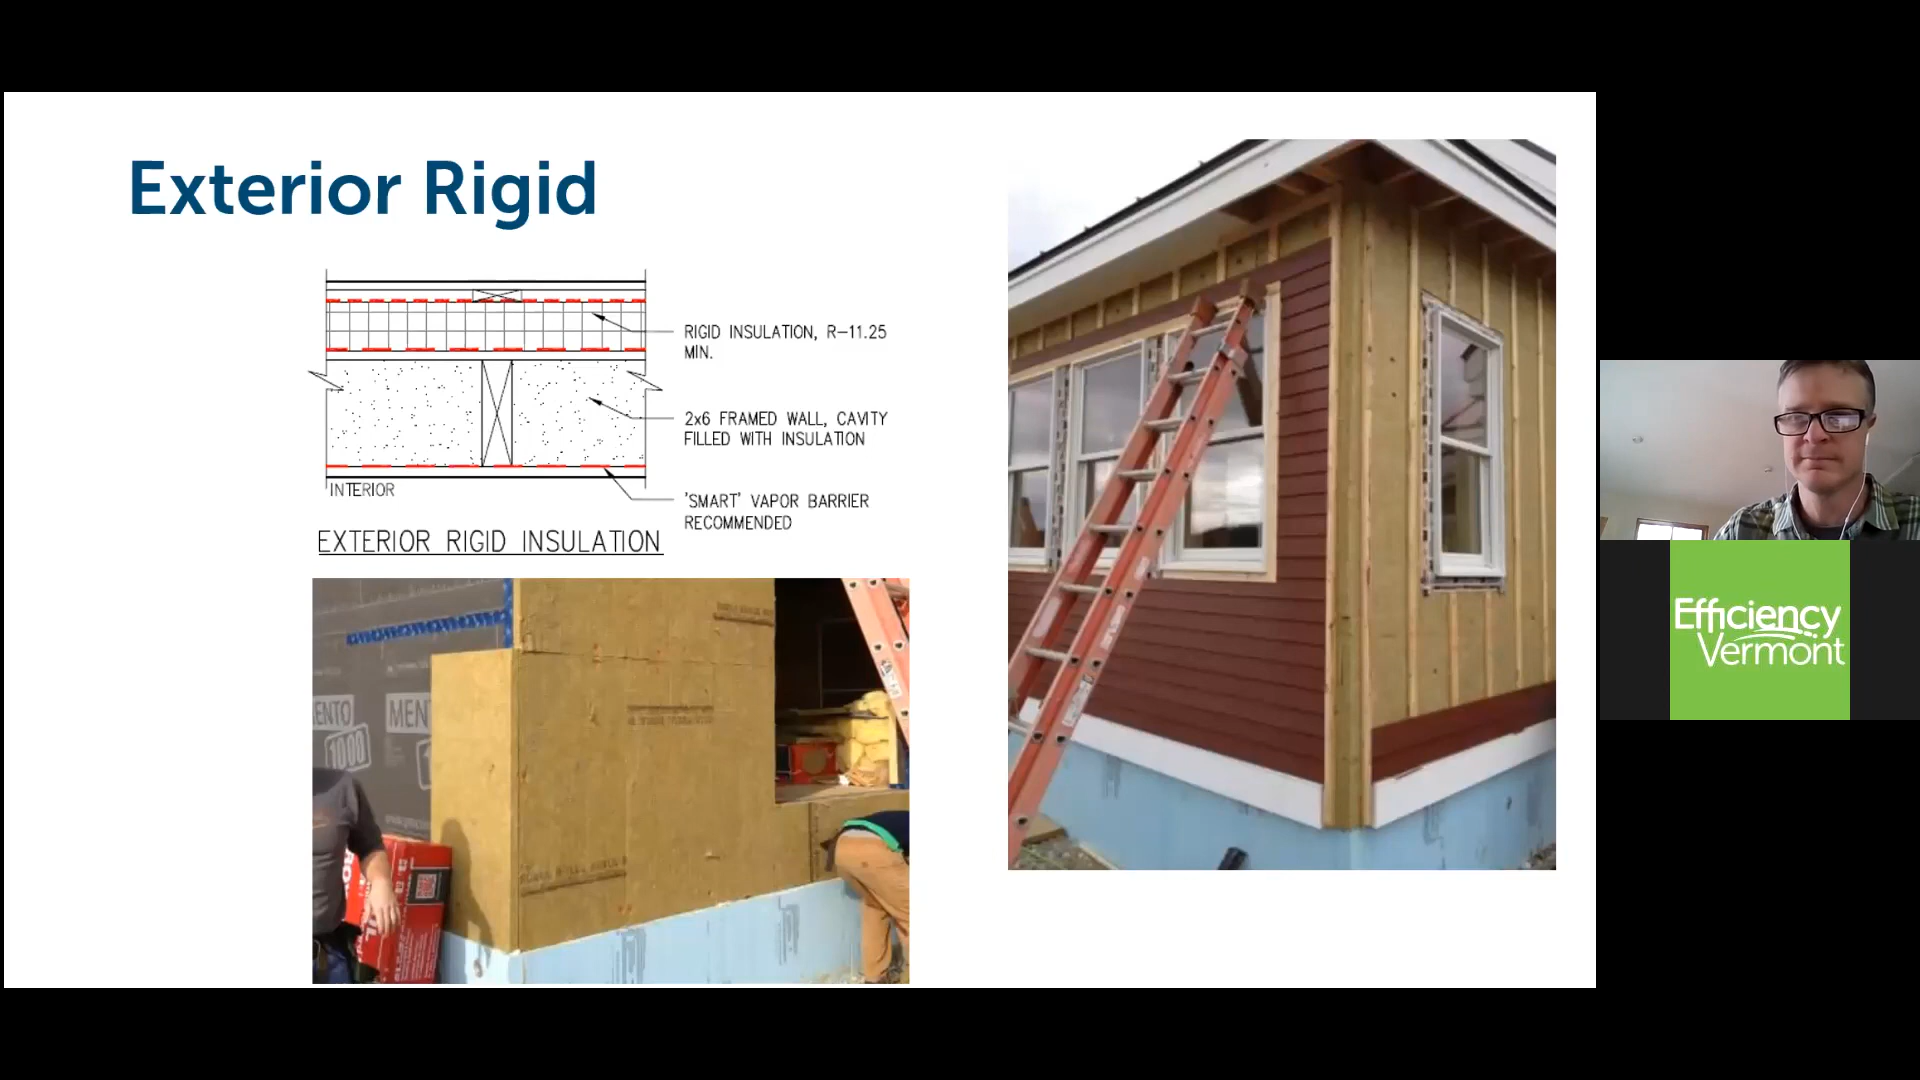 Exterior Rigid
RIGID INSULATION, R-11.25
MIN.
2x6 FRAMED WALL, CAVITY
FILLED WITH INSULATION
'SMART' VAPOR BARRIER
RECOMMENDED
INTERIOR
EXTERIOR RIGID INSULATION
ENTO
1000
MEN
Efficiency
Vermont